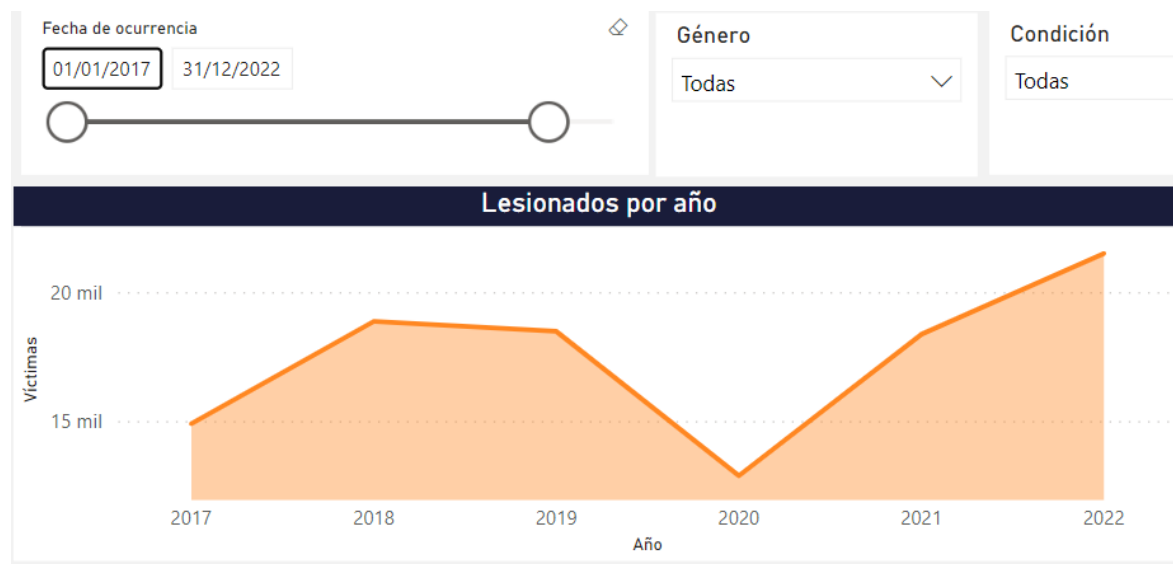 Fecha de ocurrencia
01/01/2017 31/12/2022
Género
Todas
Condición
Todas
Lesionados por año
20 mil
15 mil
Víctimas
2017 2018 2019 2020 2021 2022
Año